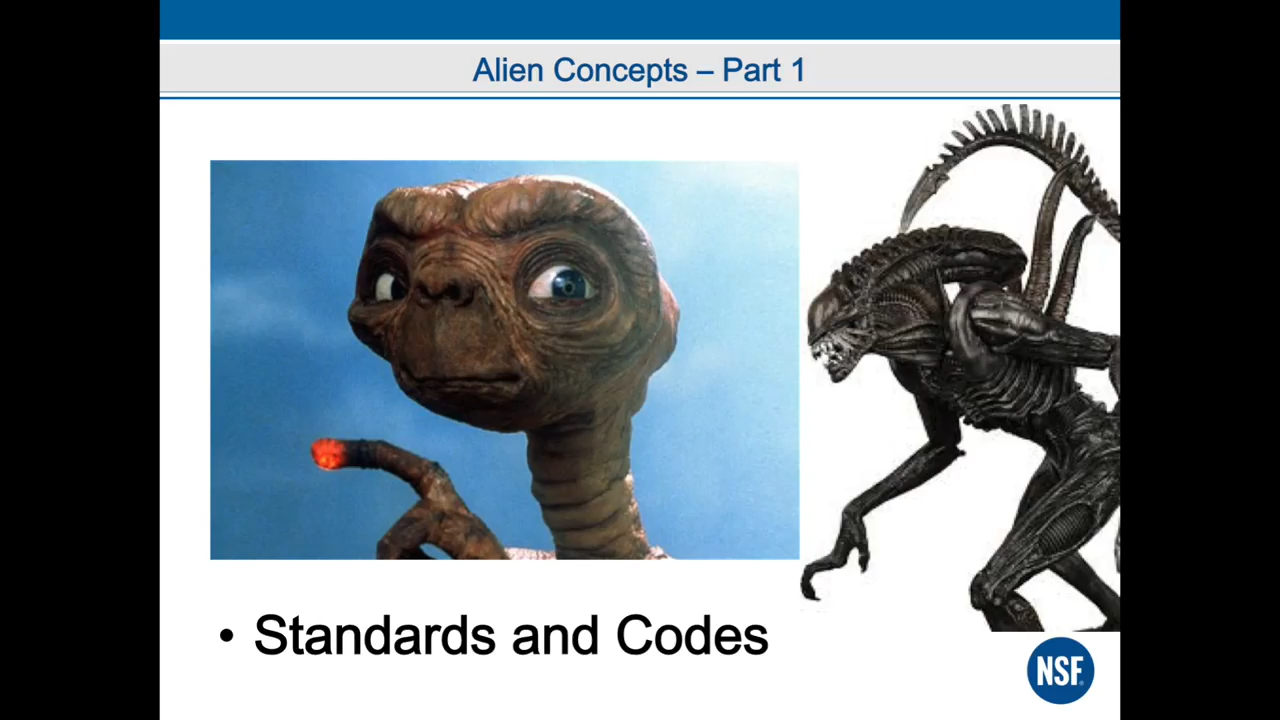 Alien Concepts – Part 1
• Standards and Codes
NSF